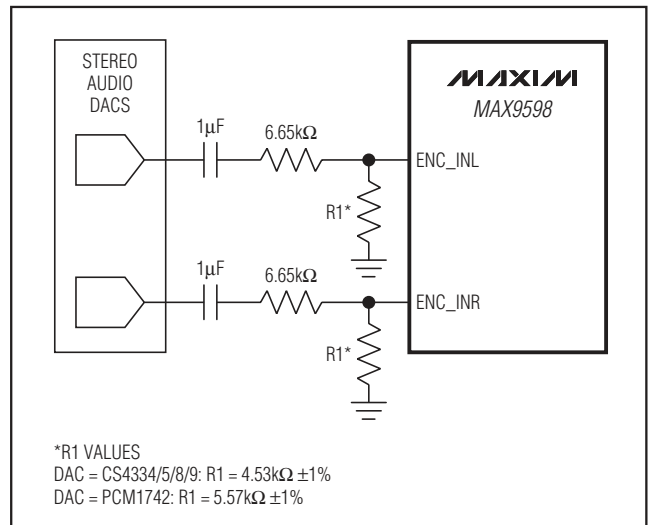 STEREO
AUDIO
DACS
MAXIM
MAX9598
1μF
6.65kΩ
ENC_INL
R1*
1μF
6.65kΩ
ENC_INR
R1*
*R1 VALUES
DAC = CS4334/5/8/9: R1 = 4.53kΩ ±1%
DAC = PCM1742: R1 = 5.57kΩ ±1%